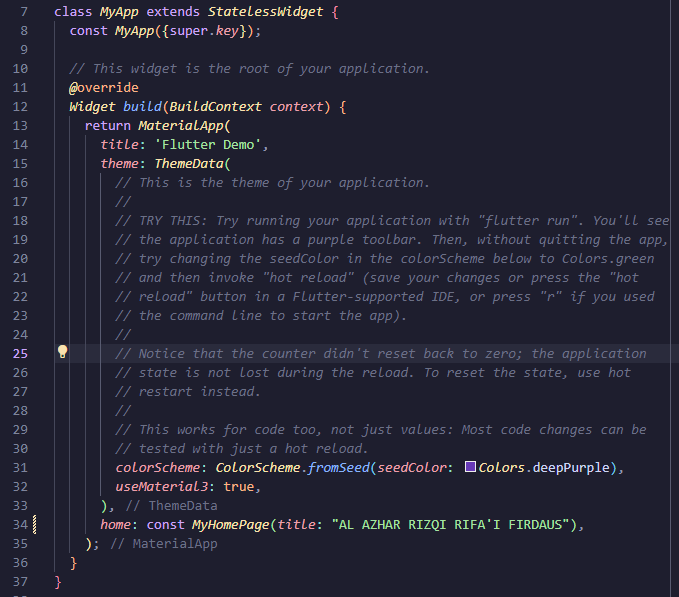 7 class MyApp extends StatelessWidget {
8 const MyApp({super.key});
9
10 // This widget is the root of your application.
11 @override
12 Widget build(BuildContext context) {
13 return MaterialApp(
14 title: 'Flutter Demo',
15 theme: ThemeData(
16 // This is the theme of your application.
17 //
18 // TRY THIS: Try running your application with "flutter run". You'll see
19 // the application has a purple toolbar. Then, without quitting the app,
20 // try changing the seedColor in the colorScheme below to Colors.green
21 // and then invoke "hot reload" (save your changes or press the "hot
22 // reload" button in a Flutter-supported IDE, or press "r" if you used
23 // the command line to start the app).
24 //
25 // Notice that the counter didn't reset back to zero; the application
26 // state is not lost during the reload. To reset the state, use hot
27 // restart instead.
28 //
29 // This works for code too, not just values: Most code changes can be
30 // tested with just a hot reload.
31 colorScheme: ColorScheme.fromSeed(seedColor: Colors.deepPurple),
32 useMaterial3: true,
33 ), // ThemeData
34 home: const MyHomePage(title: "AL AZHAR RIZQI RIFA'I FIRDAUS"),
35 ); // MaterialApp
36 }
37 }